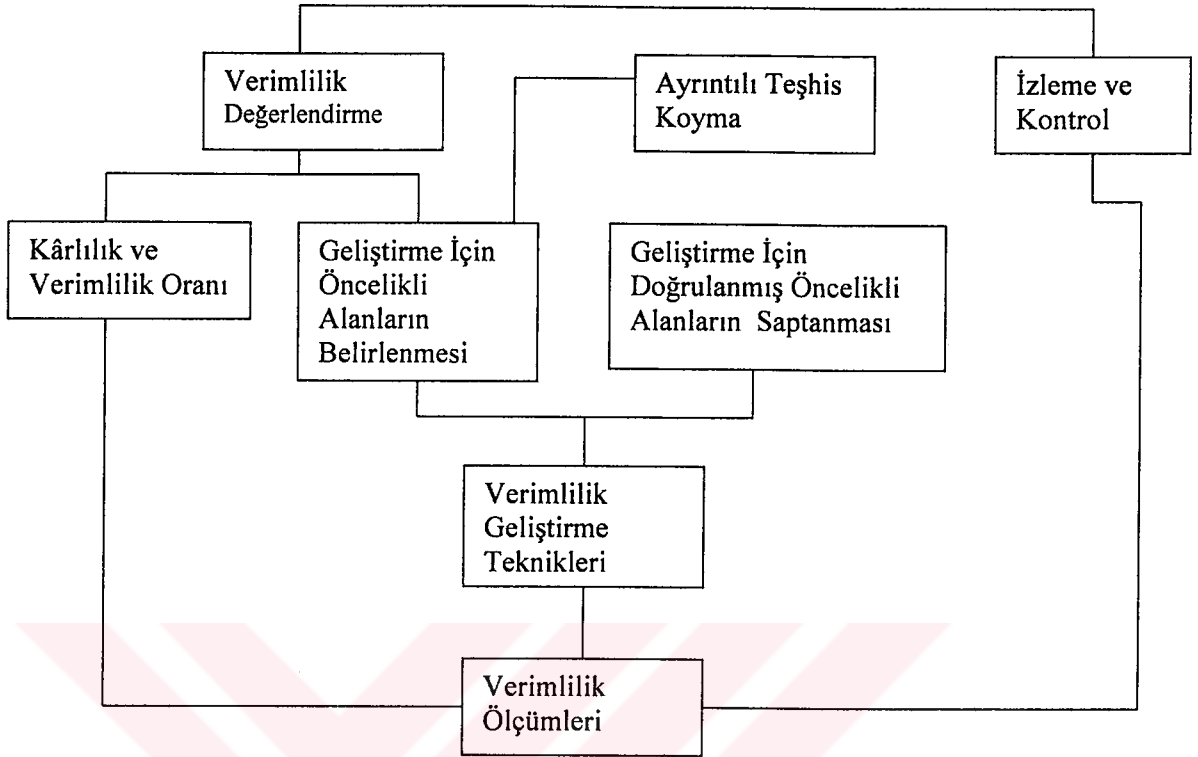 Verimlilik
Değerlendirme
Ayrıntılı Teşhis
Koyma
İzleme ve
Kontrol
Kârlılık ve
Verimlilik Oranı
Geliştirme İçin
Öncelikli
Alanların
Belirlenmesi
Geliştirme İçin
Doğrulanmış Öncelikli
Alanların Saptanması
Verimlilik
Geliştirme
Teknikleri
Verimlilik
Ölçümleri